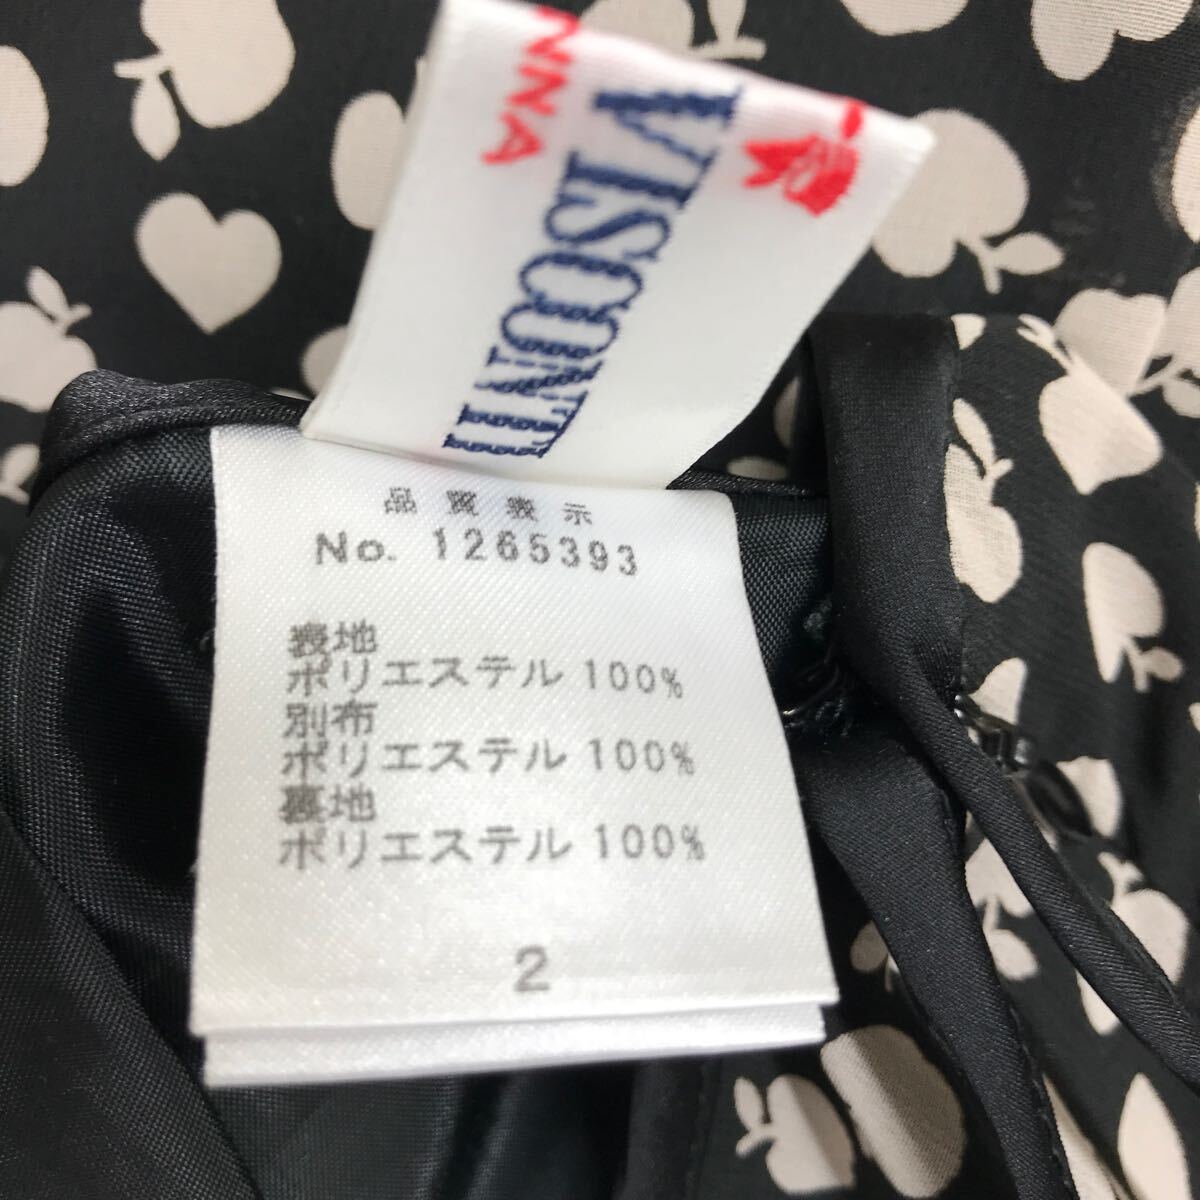 NNA
VISCONTI
品質表示
No. 1265393
表地
ポリエステル 100%
別布
ポリエステル 100%
裏地
ポリエステル 100%
2